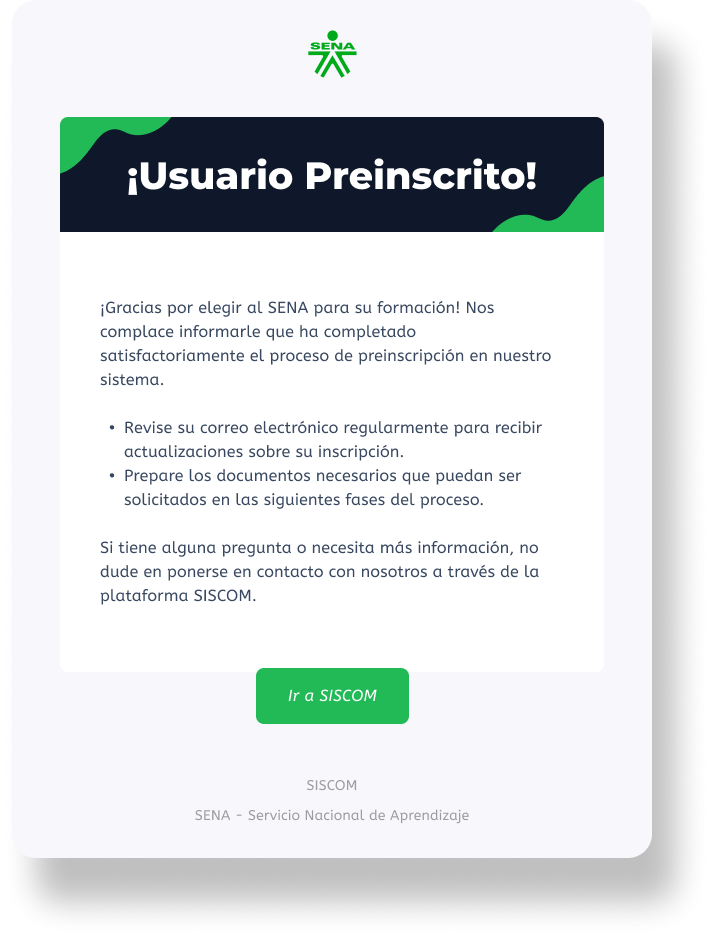 SENA
¡Usuario Preinscrito!
¡Gracias por elegir al SENA para su formación! Nos
complace informarle que ha completado
satisfactoriamente el proceso de preinscripción en nuestro
sistema.
• Revise su correo electrónico regularmente para recibir
actualizaciones sobre su inscripción.
• Prepare los documentos necesarios que puedan ser
solicitados en las siguientes fases del proceso.
Si tiene alguna pregunta o necesita más información, no
dude en ponerse en contacto con nosotros a través de la
plataforma SISCOM.
Ir a SISCOM
SISCOM
SENA - Servicio Nacional de Aprendizaje